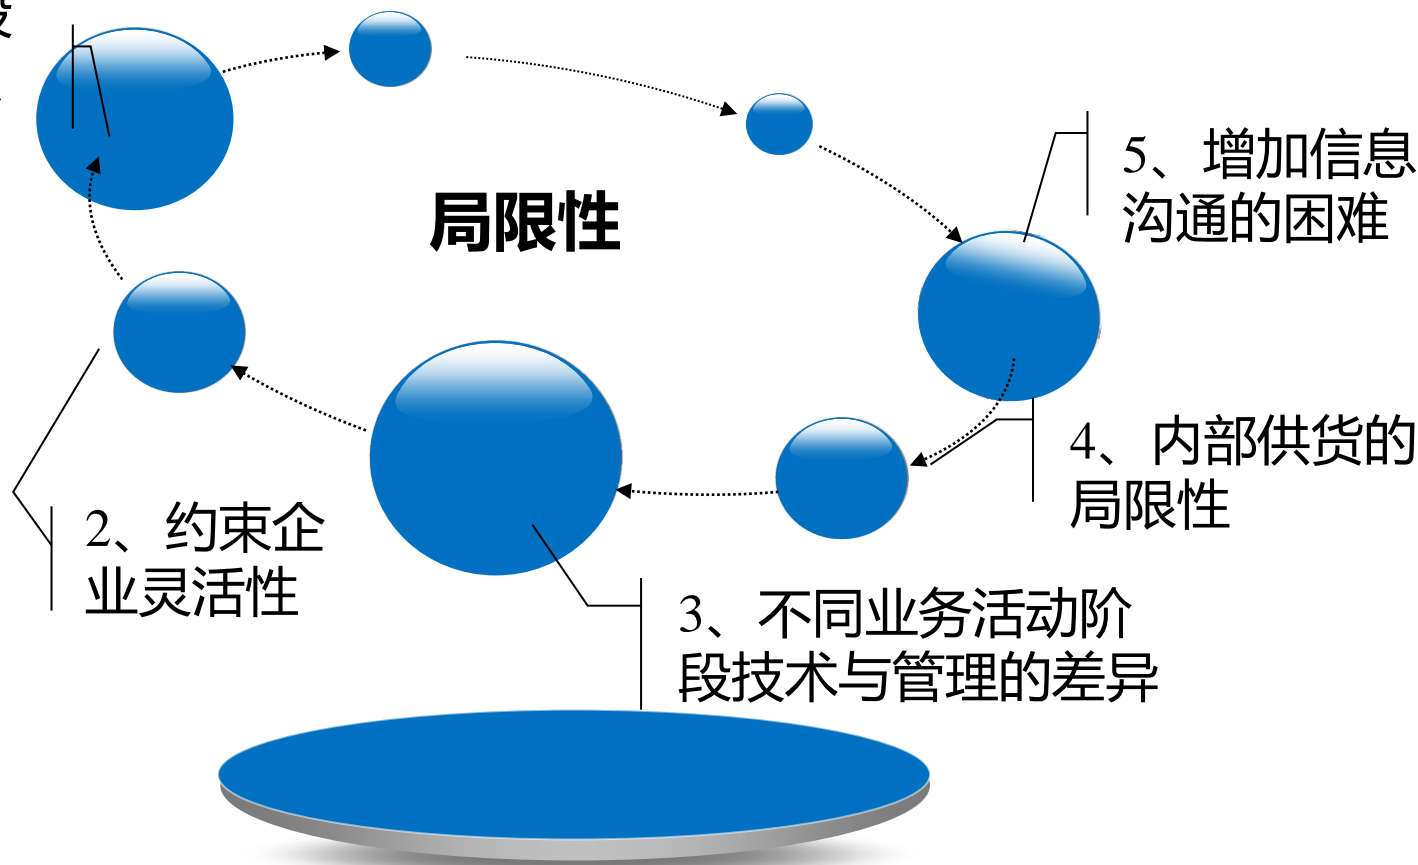 局限性
5、增加信息
沟通的困难
4、内部供货的
局限性
2、约束企
业灵活性
3、不同业务活动阶
段技术与管理的差异